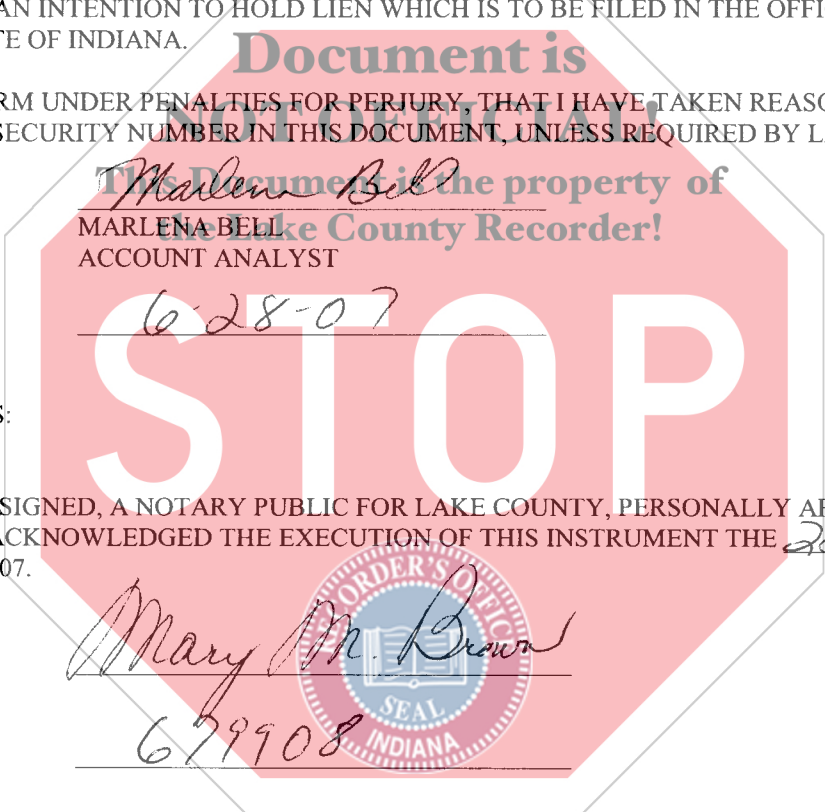 AN INTENTION TO HOLD LIEN WHICH IS TO BE FILED IN THE OFFI
TE OF INDIANA.
Document is
NOT OFFICIAL!
RM UNDER PENALTIES FOR PERJURY, THAT I HAVE TAKEN REASO
SECURITY NUMBER IN THIS DOCUMENT, UNLESS REQUIRED BY L
Marlena Bell
This Document is the property of
the Lake County Recorder!
MARLENA BELL
ACCOUNT ANALYST
6-28-07
STOP
S:
SIGNED, A NOTARY PUBLIC FOR LAKE COUNTY, PERSONALLY AP
ACKNOWLEDGED THE EXECUTION OF THIS INSTRUMENT THE
07.
RECORDER'S OFFICE
Mary M. Brown
SEAL
INDIANA
679908